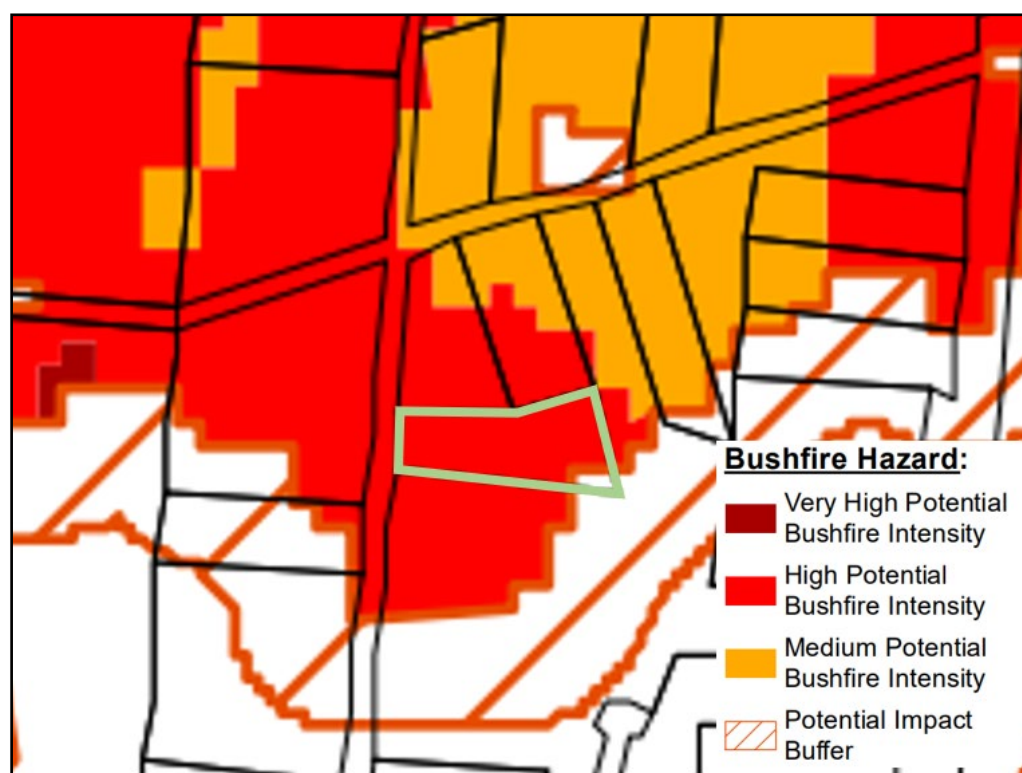 Bushfire Hazard:
Very High Potential
Bushfire Intensity
High Potential
Bushfire Intensity
Medium Potential
Bushfire Intensity
Potential Impact
Buffer